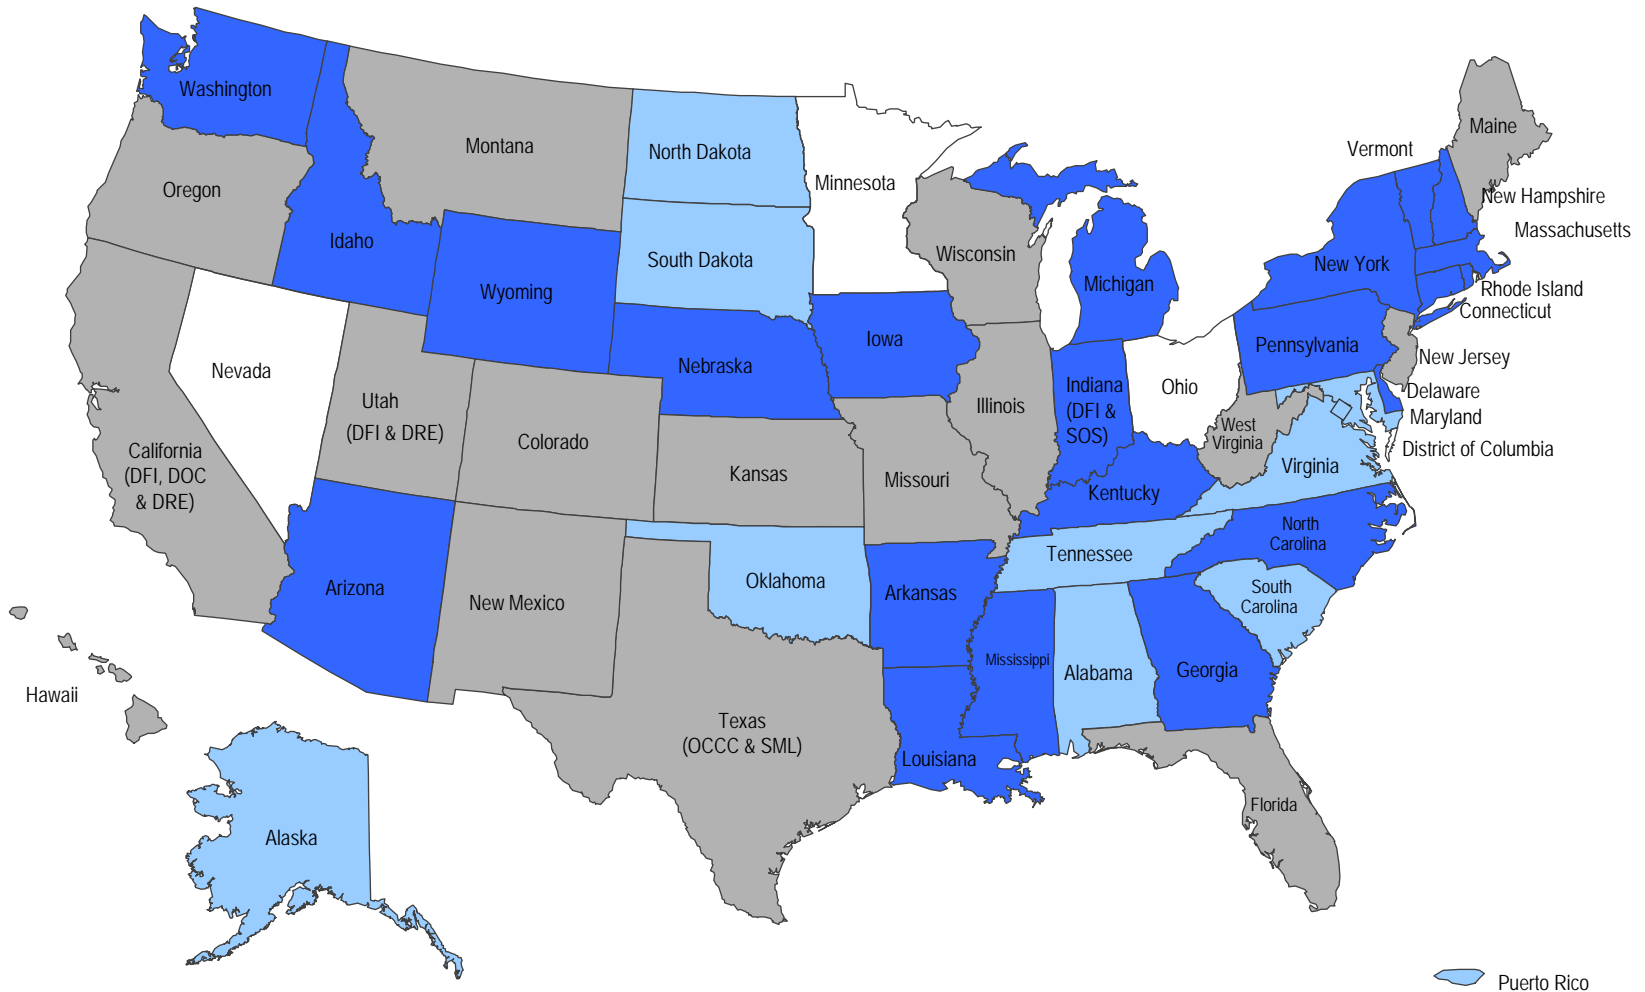 Washington
Montana
North Dakota
Minnesota
Maine
Vermont
Oregon
New Hampshire
Massachusetts
Idaho
South Dakota
Wisconsin
New York
Michigan
Wyoming
Rhode Island
Connecticut
Iowa
Pennsylvania
New Jersey
Nevada
Nebraska
Ohio
Indiana
(DFI &
SOS)
Delaware
Maryland
Utah
(DFI & DRE)
Illinois
Colorado
West
Virginia
District of Columbia
California
(DFI, DOC
& DRE)
Kansas
Missouri
Virginia
Kentucky
North
Carolina
Tennessee
Oklahoma
Arizona
New Mexico
Arkansas
South
Carolina
Mississippi
Alabama
Georgia
Hawaii
Texas
(OCCC & SML)
Louisiana
Florida
Alaska
Puerto Rico